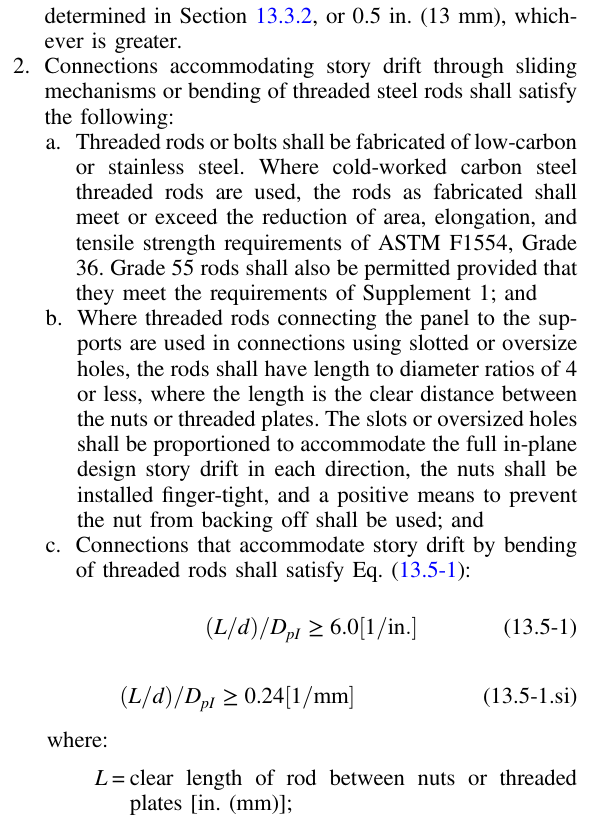 determined in Section 13.3.2, or 0.5 in. (13 mm), which-
ever is greater.
2. Connections accommodating story drift through sliding
mechanisms or bending of threaded steel rods shall satisfy
the following:
a. Threaded rods or bolts shall be fabricated of low-carbon
or stainless steel. Where cold-worked carbon steel
threaded rods are used, the rods as fabricated shall
meet or exceed the reduction of area, elongation, and
tensile strength requirements of ASTM F1554, Grade
36. Grade 55 rods shall also be permitted provided that
they meet the requirements of Supplement 1; and
b. Where threaded rods connecting the panel to the sup-
ports are used in connections using slotted or oversize
holes, the rods shall have length to diameter ratios of 4
or less, where the length is the clear distance between
the nuts or threaded plates. The slots or oversized holes
shall be proportioned to accommodate the full in-plane
design story drift in each direction, the nuts shall be
installed finger-tight, and a positive means to prevent
the nut from backing off shall be used; and
c. Connections that accommodate story drift by bending
of threaded rods shall satisfy Eq. (13.5-1):
(L/d)/D_{pI} ≥ 6.0[1/in.] (13.5-1)
(L/d)/D_{pI} ≥ 0.24[1/mm] (13.5-1.si)
where:
L = clear length of rod between nuts or threaded
plates [in. (mm)];